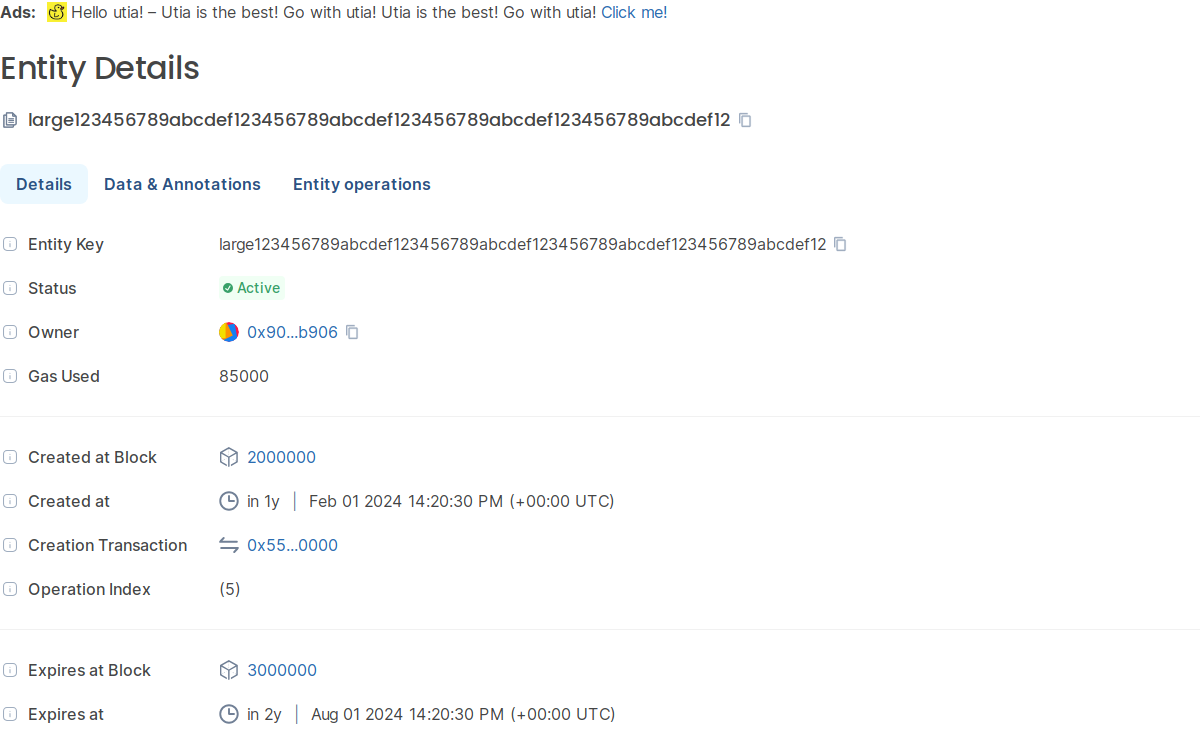 Ads: Hello utia! – Utia is the best! Go with utia! Utia is the best! Go with utia! Click me!
Entity Details
large123456789abcdef123456789abcdef123456789abcdef123456789abcdef12
Details Data & Annotations Entity operations
Entity Key large123456789abcdef123456789abcdef123456789abcdef123456789abcdef12
Status Active
Owner 0x90...b906
Gas Used 85000
Created at Block 2000000
Created at in 1y | Feb 01 2024 14:20:30 PM (+00:00 UTC)
Creation Transaction 0x55...0000
Operation Index (5)
Expires at Block 3000000
Expires at in 2y | Aug 01 2024 14:20:30 PM (+00:00 UTC)